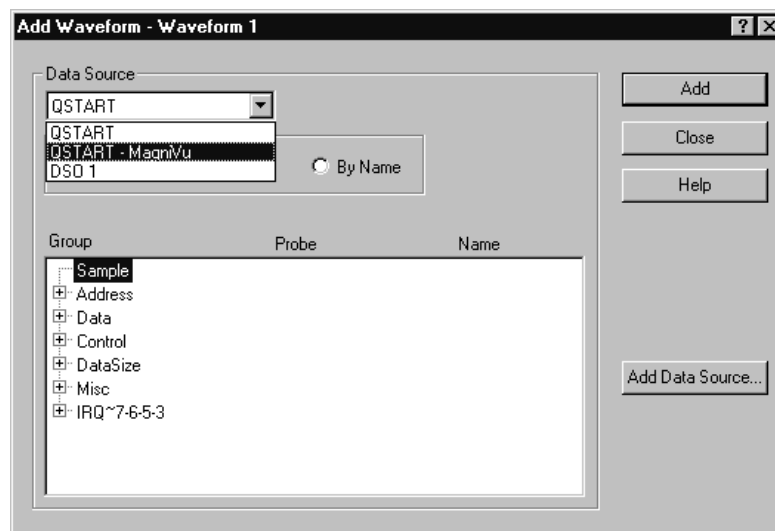 Add Waveform - Waveform 1
Data Source
QSTART
QSTART
QSTART - MagniVu
DSO 1
By Name
Add
Close
Help
Group Probe Name
Sample
Address
Data
Control
DataSize
Misc
IRQ~7-6-5-3
Add Data Source...